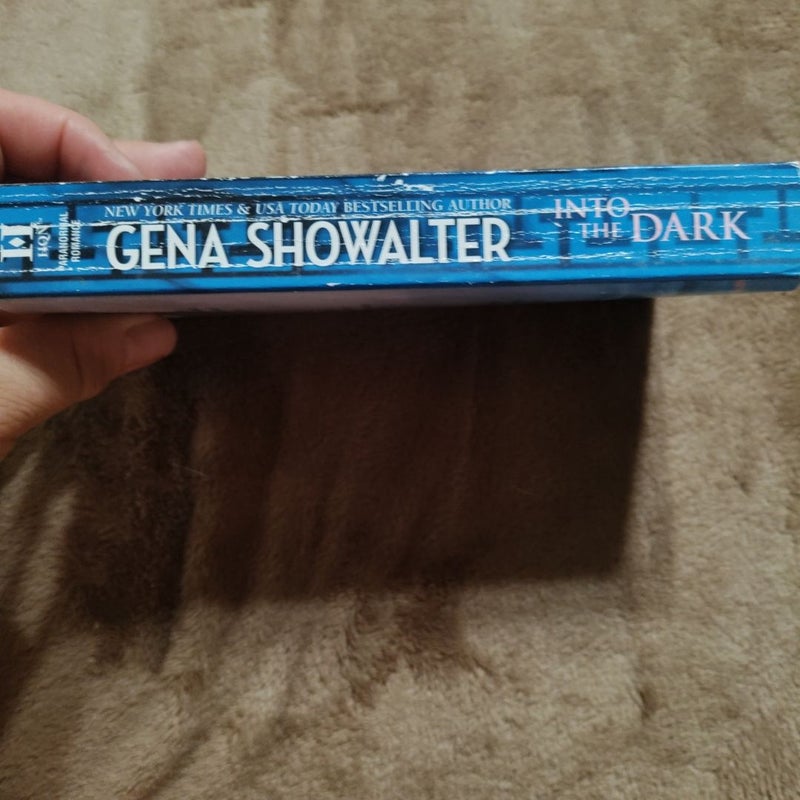 H
HQN
PARANORMAL
ROMANCE
NEW YORK TIMES & USA TODAY BESTSELLING AUTHOR
GENA SHOWALTER
INTO
THE DARK